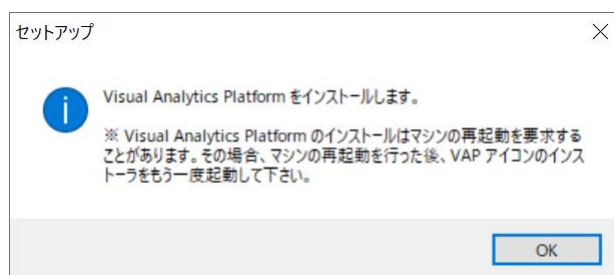 セットアップ
Visual Analytics Platform をインストールします。
※ Visual Analytics Platform のインストールはマシンの再起動を要求する
ことがあります。その場合、マシンの再起動を行った後、VAP アイコンのインス
トーラをもう一度起動して下さい。
OK